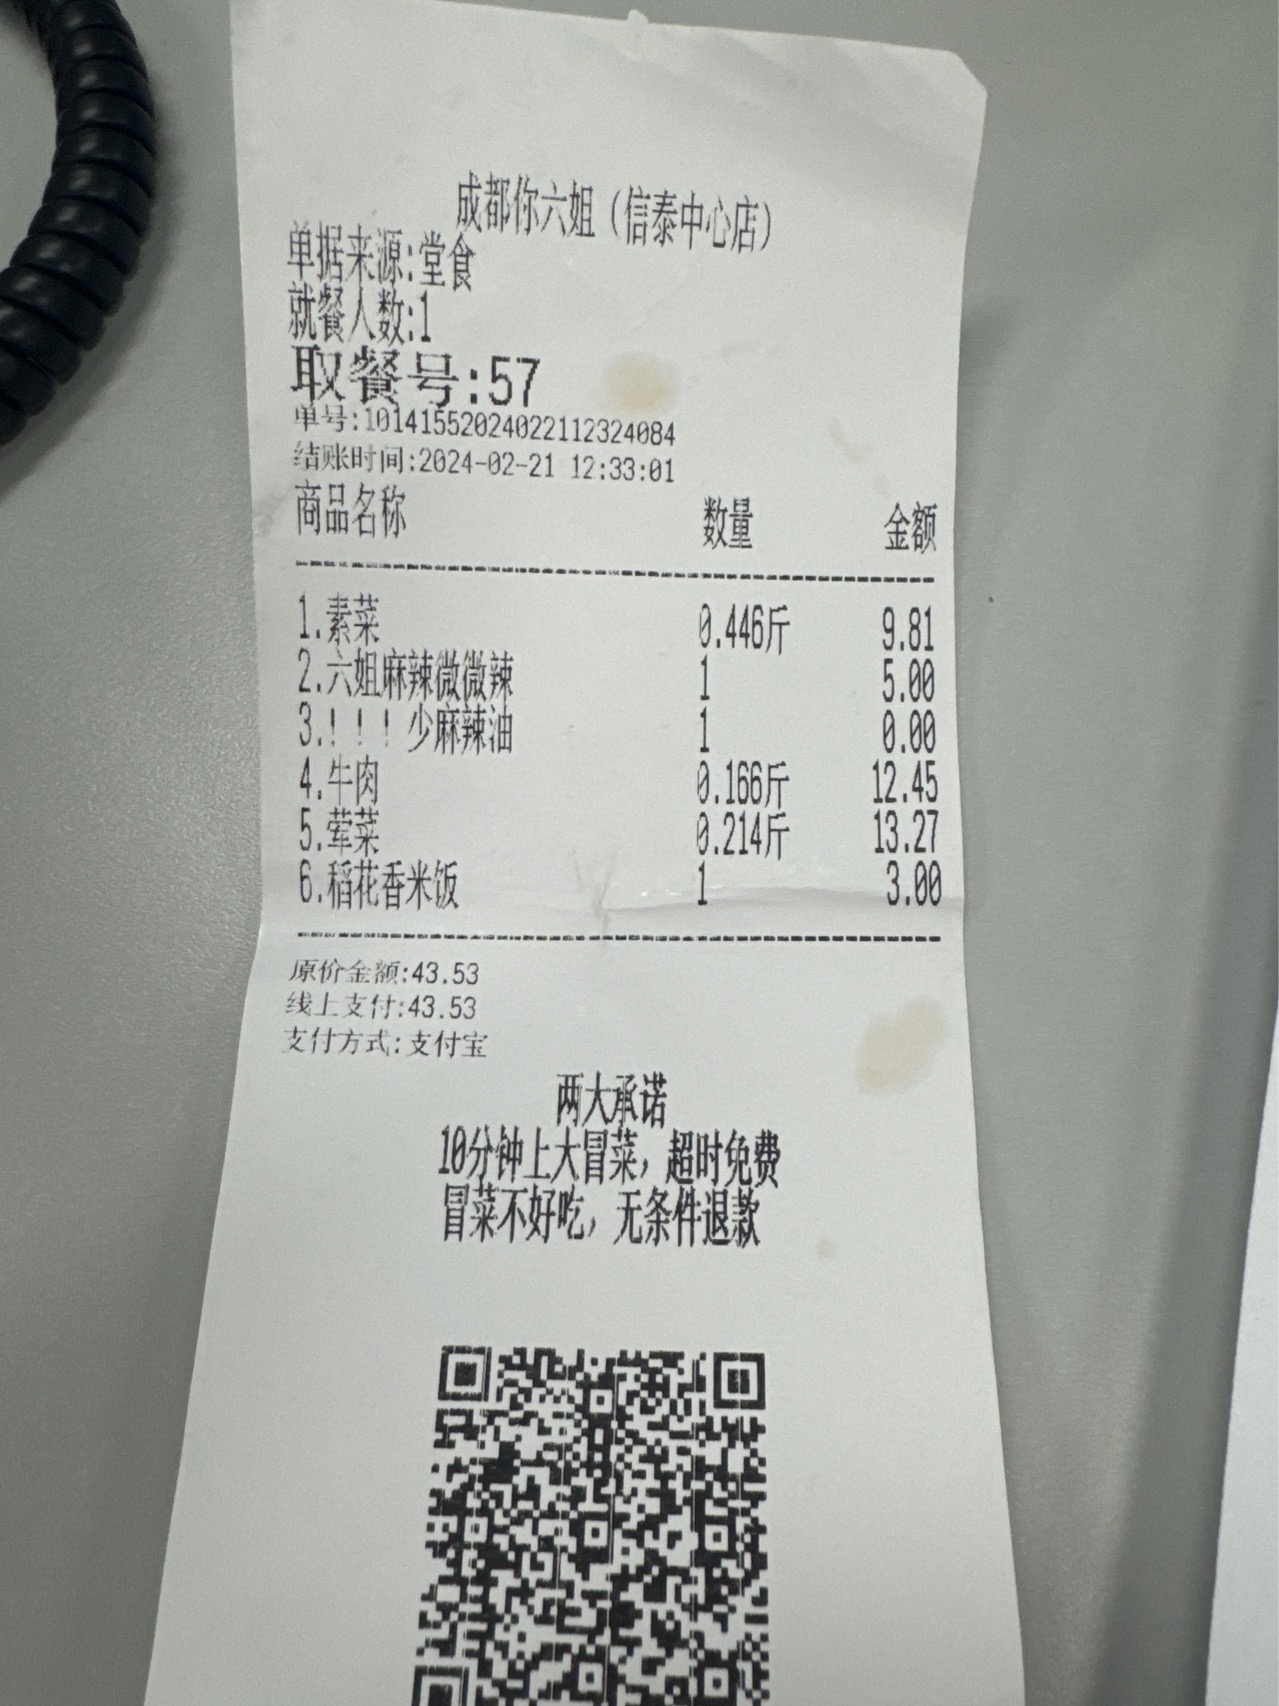 成都你六姐（信泰中心店）
单据来源:堂食
就餐人数:1
取餐号:57
单号:10141552024022112324084
结账时间:2024-02-21 12:33:01
商品名称 数量 金额
1.素菜 0.446斤 9.81
2.六姐麻辣微微辣 1 5.00
3.！！！少麻辣油 1 0.00
4.牛肉 0.166斤 12.45
5.荤菜 0.214斤 13.27
6.稻花香米饭 1 3.00
原价金额:43.53
线上支付:43.53
支付方式:支付宝
两大承诺
10分钟上大冒菜，超时免费
冒菜不好吃，无条件退款